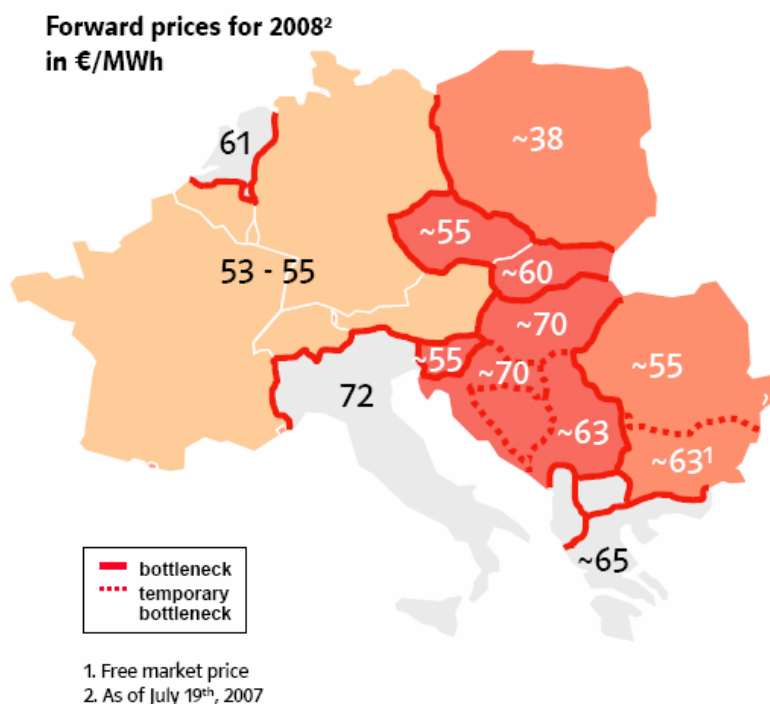 Forward prices for 2008²
in €/MWh
61
~38
~55
53 - 55
~60
~70
~55
~70
~55
72
~63
~63¹
~65
bottleneck
temporary
bottleneck
1. Free market price
2. As of July 19ᵗʰ, 2007